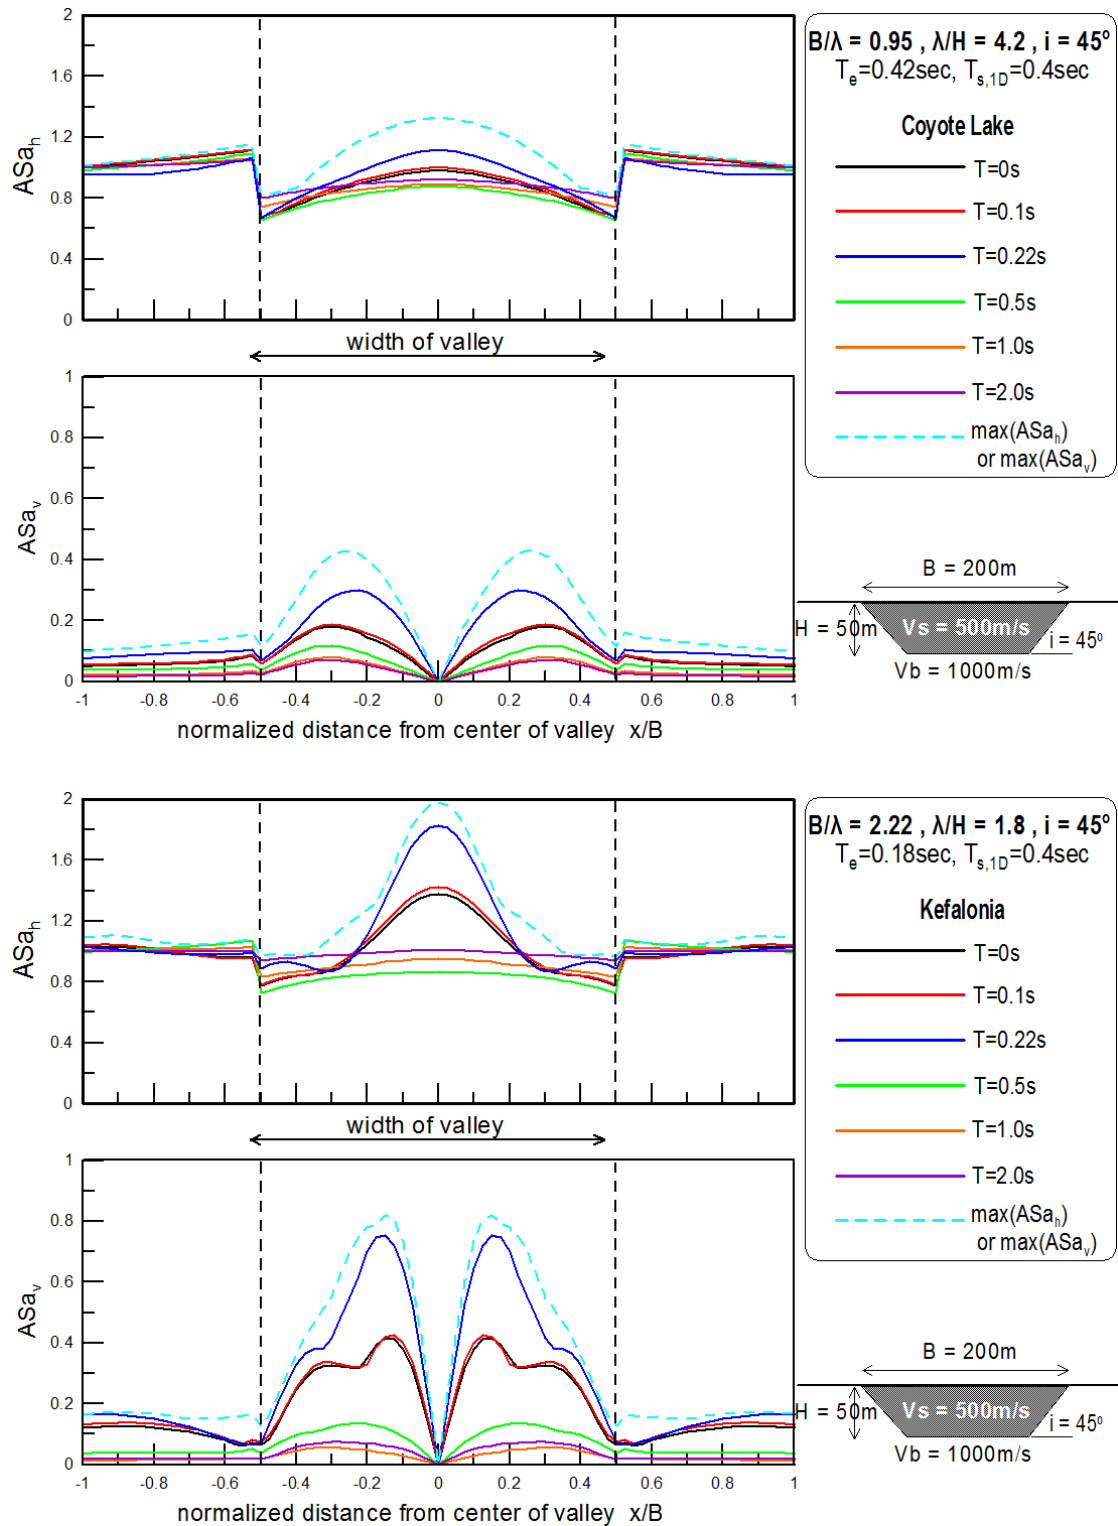 2
1.6
1.2
0.8
0.4
0
ASa_h
B/λ = 0.95 , λ/H = 4.2 , i = 45º
T_e=0.42sec, T_s,1D=0.4sec
Coyote Lake
T=0s
T=0.1s
T=0.22s
T=0.5s
T=1.0s
T=2.0s
max(ASa_h)
or max(ASa_v)
width of valley
1
0.8
0.6
0.4
0.2
0
ASa_v
-1 -0.8 -0.6 -0.4 -0.2 0 0.2 0.4 0.6 0.8 1
normalized distance from center of valley x/B
B = 200m
H = 50m
Vs = 500m/s
i = 45º
Vb = 1000m/s
2
1.6
1.2
0.8
0.4
0
ASa_h
B/λ = 2.22 , λ/H = 1.8 , i = 45º
T_e=0.18sec, T_s,1D=0.4sec
Kefalonia
T=0s
T=0.1s
T=0.22s
T=0.5s
T=1.0s
T=2.0s
max(ASa_h)
or max(ASa_v)
width of valley
1
0.8
0.6
0.4
0.2
0
ASa_v
-1 -0.8 -0.6 -0.4 -0.2 0 0.2 0.4 0.6 0.8 1
normalized distance from center of valley x/B
B = 200m
H = 50m
Vs = 500m/s
i = 45º
Vb = 1000m/s